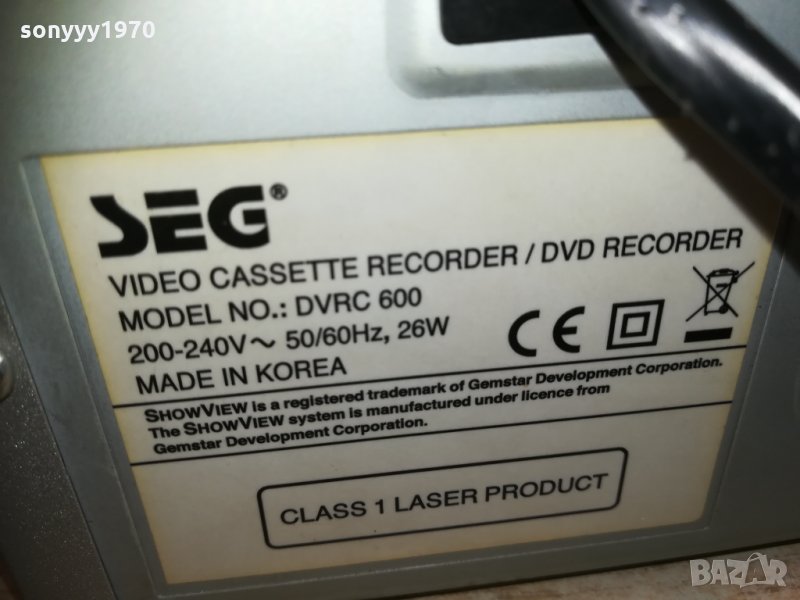 sonyyy1970
SEG®
VIDEO CASSETTE RECORDER / DVD RECORDER
MODEL NO.: DVRC 600
200-240V~ 50/60Hz, 26W
MADE IN KOREA
CE
SHOWVIEW is a registered trademark of Gemstar Development Corporation.
The SHOWVIEW system is manufactured under licence from
Gemstar Development Corporation.
CLASS 1 LASER PRODUCT
BAZAR